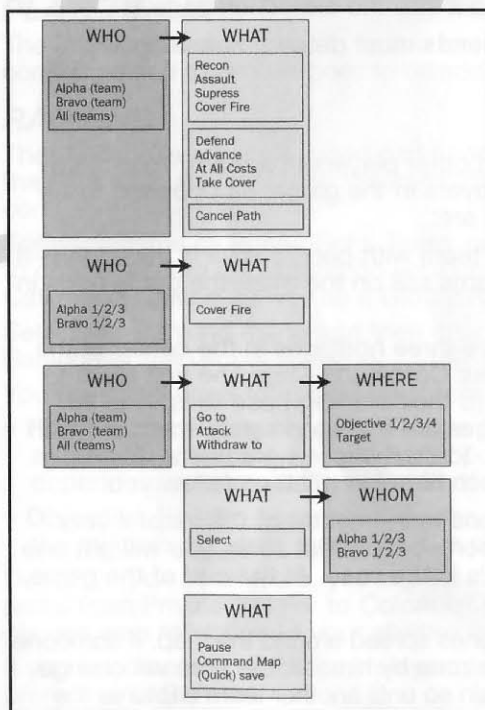 WHO WHAT
Alpha (team)
Bravo (team)
All (teams)
Recon
Assault
Supress
Cover Fire
Defend
Advance
At All Costs
Take Cover
Cancel Path
WHO WHAT
Alpha 1/2/3
Bravo 1/2/3
Cover Fire
WHO WHAT WHERE
Alpha (team)
Bravo (team)
All (teams)
Go to
Attack
Withdraw to
Objective 1/2/3/4
Target
WHAT WHOM
Select
Alpha 1/2/3
Bravo 1/2/3
WHAT
Pause
Command Map
(Quick) save